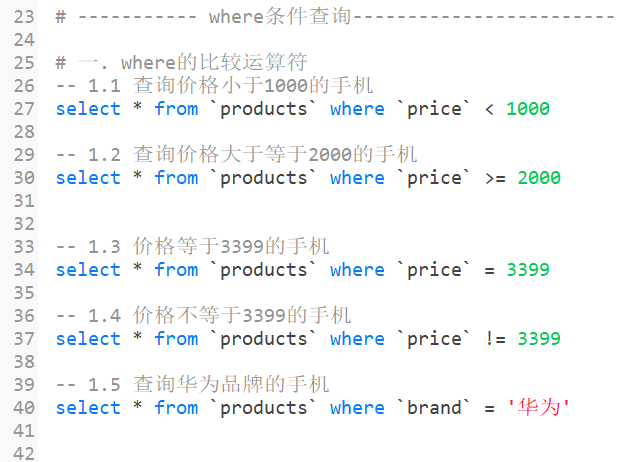 23 # ----------- where条件查询------------------------
24
25 # 一. where的比较运算符
26 -- 1.1 查询价格小于1000的手机
27 select * from `products` where `price` < 1000
28
29 -- 1.2 查询价格大于等于2000的手机
30 select * from `products` where `price` >= 2000
31
32
33 -- 1.3 价格等于3399的手机
34 select * from `products` where `price` = 3399
35
36 -- 1.4 价格不等于3399的手机
37 select * from `products` where `price` != 3399
38
39 -- 1.5 查询华为品牌的手机
40 select * from `products` where `brand` = '华为'
41
42